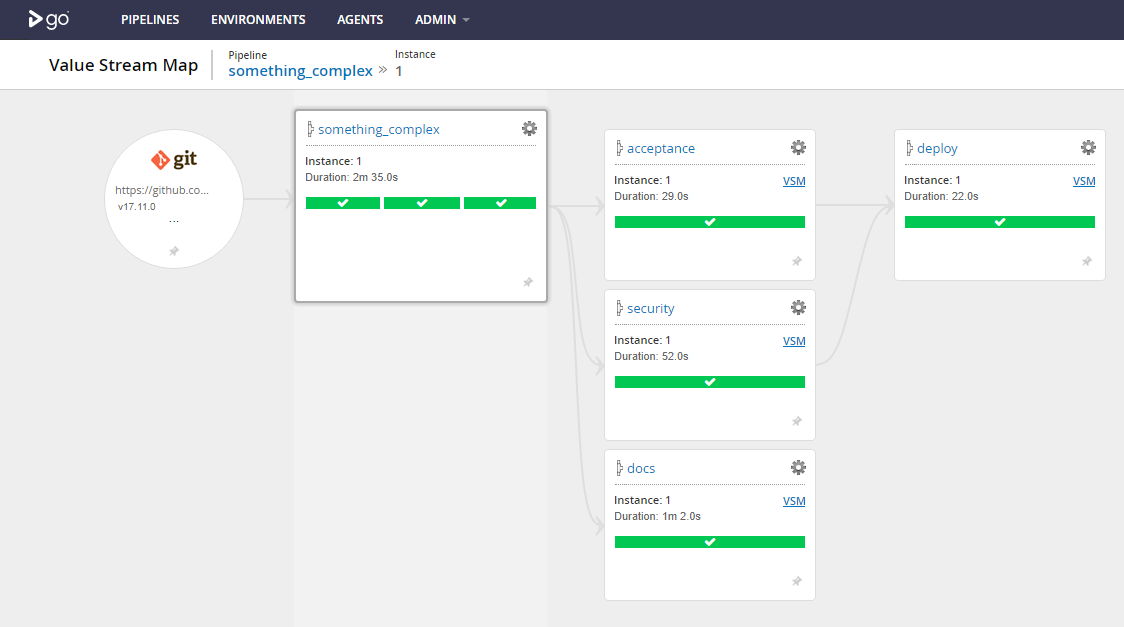 go
PIPELINES
ENVIRONMENTS
AGENTS
ADMIN
Value Stream Map
Pipeline
something_complex »
Instance
1
git
https://github.co...
v17.11.0
...
something_complex
Instance: 1
Duration: 2m 35.0s
acceptance
Instance: 1
VSM
Duration: 29.0s
security
Instance: 1
VSM
Duration: 52.0s
docs
Instance: 1
VSM
Duration: 1m 2.0s
deploy
Instance: 1
VSM
Duration: 22.0s